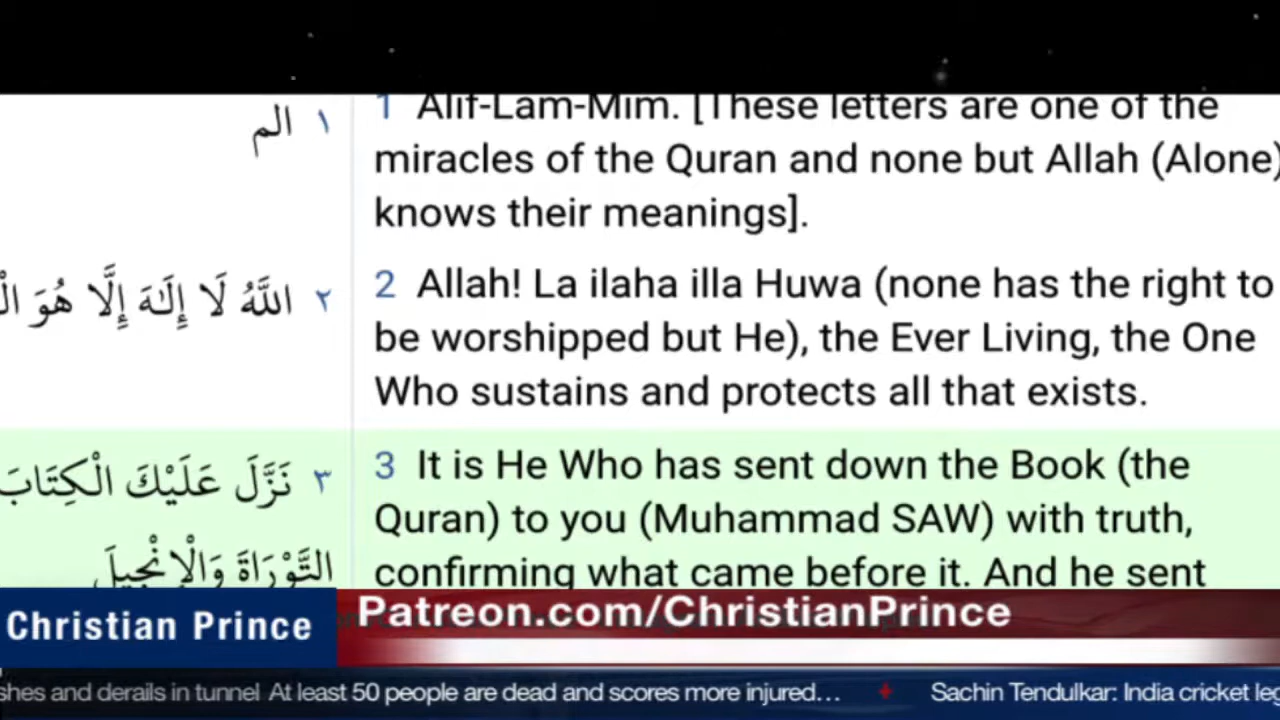 ١ الم
1 Alif-Lam-Mim. [These letters are one of the
miracles of the Quran and none but Allah (Alone)
knows their meanings].
٢ اللَّهُ لَا إِلَٰهَ إِلَّا هُوَ
2 Allah! La ilaha illa Huwa (none has the right to
be worshipped but He), the Ever Living, the One
Who sustains and protects all that exists.
٣ نَزَّلَ عَلَيْكَ الْكِتَابَ
التَّوْرَاةَ وَالْإِنْجِيلَ
3 It is He Who has sent down the Book (the
Quran) to you (Muhammad SAW) with truth,
confirming what came before it. And he sent
Christian Prince
Patreon.com/ChristianPrince
shes and derails in tunnel At least 50 people are dead and scores more injured... Sachin Tendulkar: India cricket leg